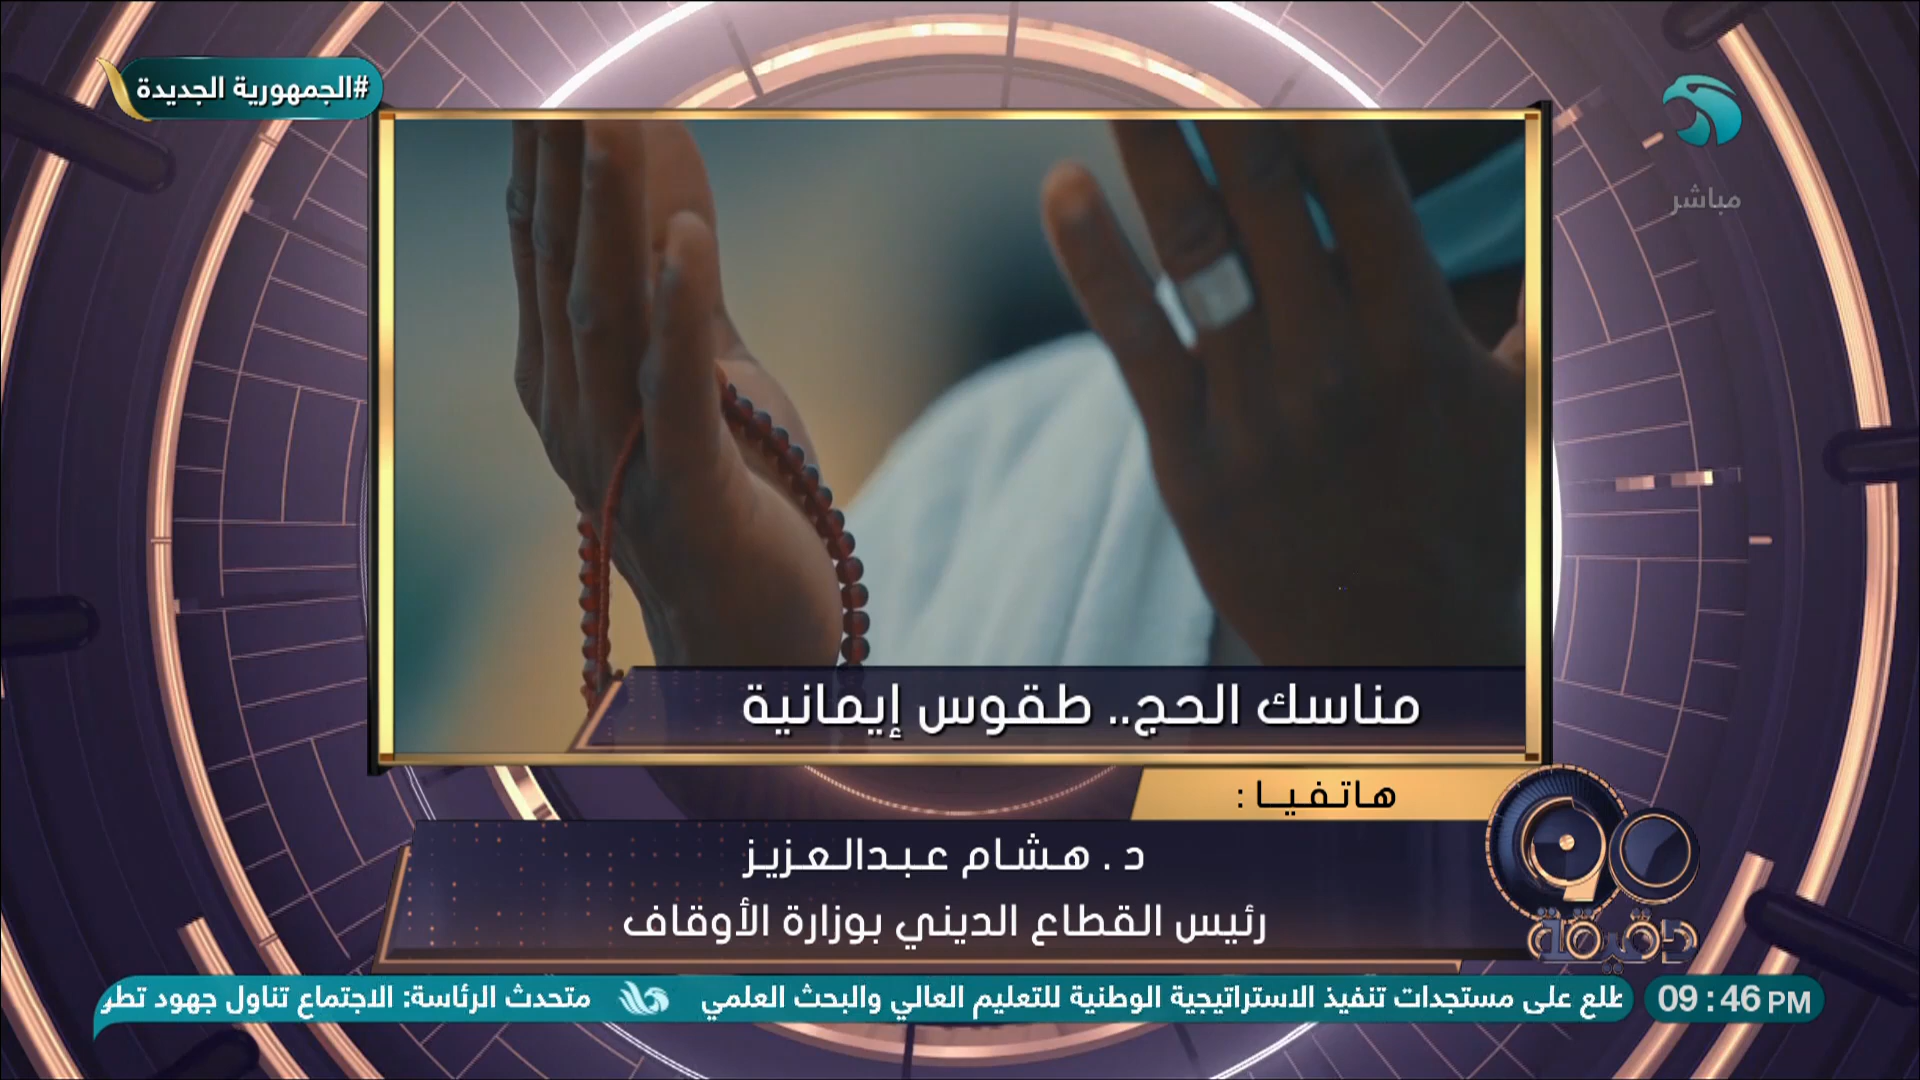 #الجمهورية الجديدة
مباشر
مناسك الحج.. طقوس إيمانية
هاتفيا :
د . هشام عبدالعزيز
رئيس القطاع الديني بوزارة الأوقاف
90
دقيقة
طلع على مستجدات تنفيذ الاستراتيجية الوطنية للتعليم العالي والبحث العلمي متحدث الرئاسة: الاجتماع تناول جهود تطو
09:46 PM